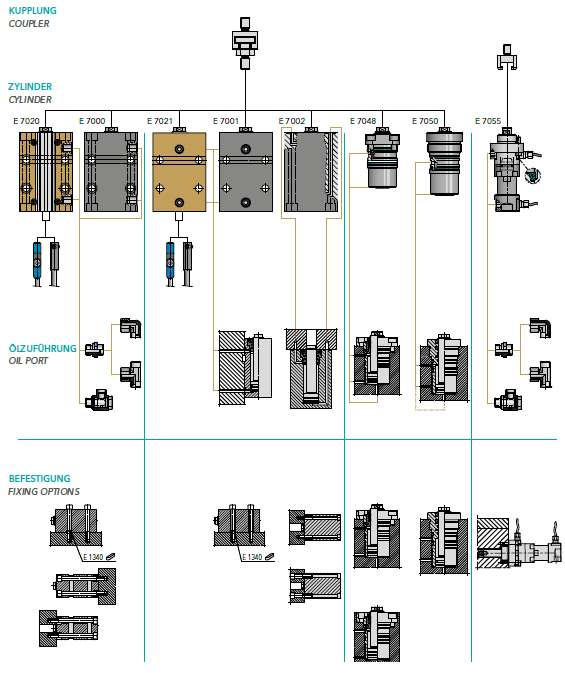 KUPPLUNG
COUPLER
ZYLINDER
CYLINDER
E 7020 E 7000 E 7021 E 7001 E 7002 E 7048 E 7050 E 7055
ÖLZUFÜHRUNG
OIL PORT
BEFESTIGUNG
FIXING OPTIONS
E 1340 E 1340